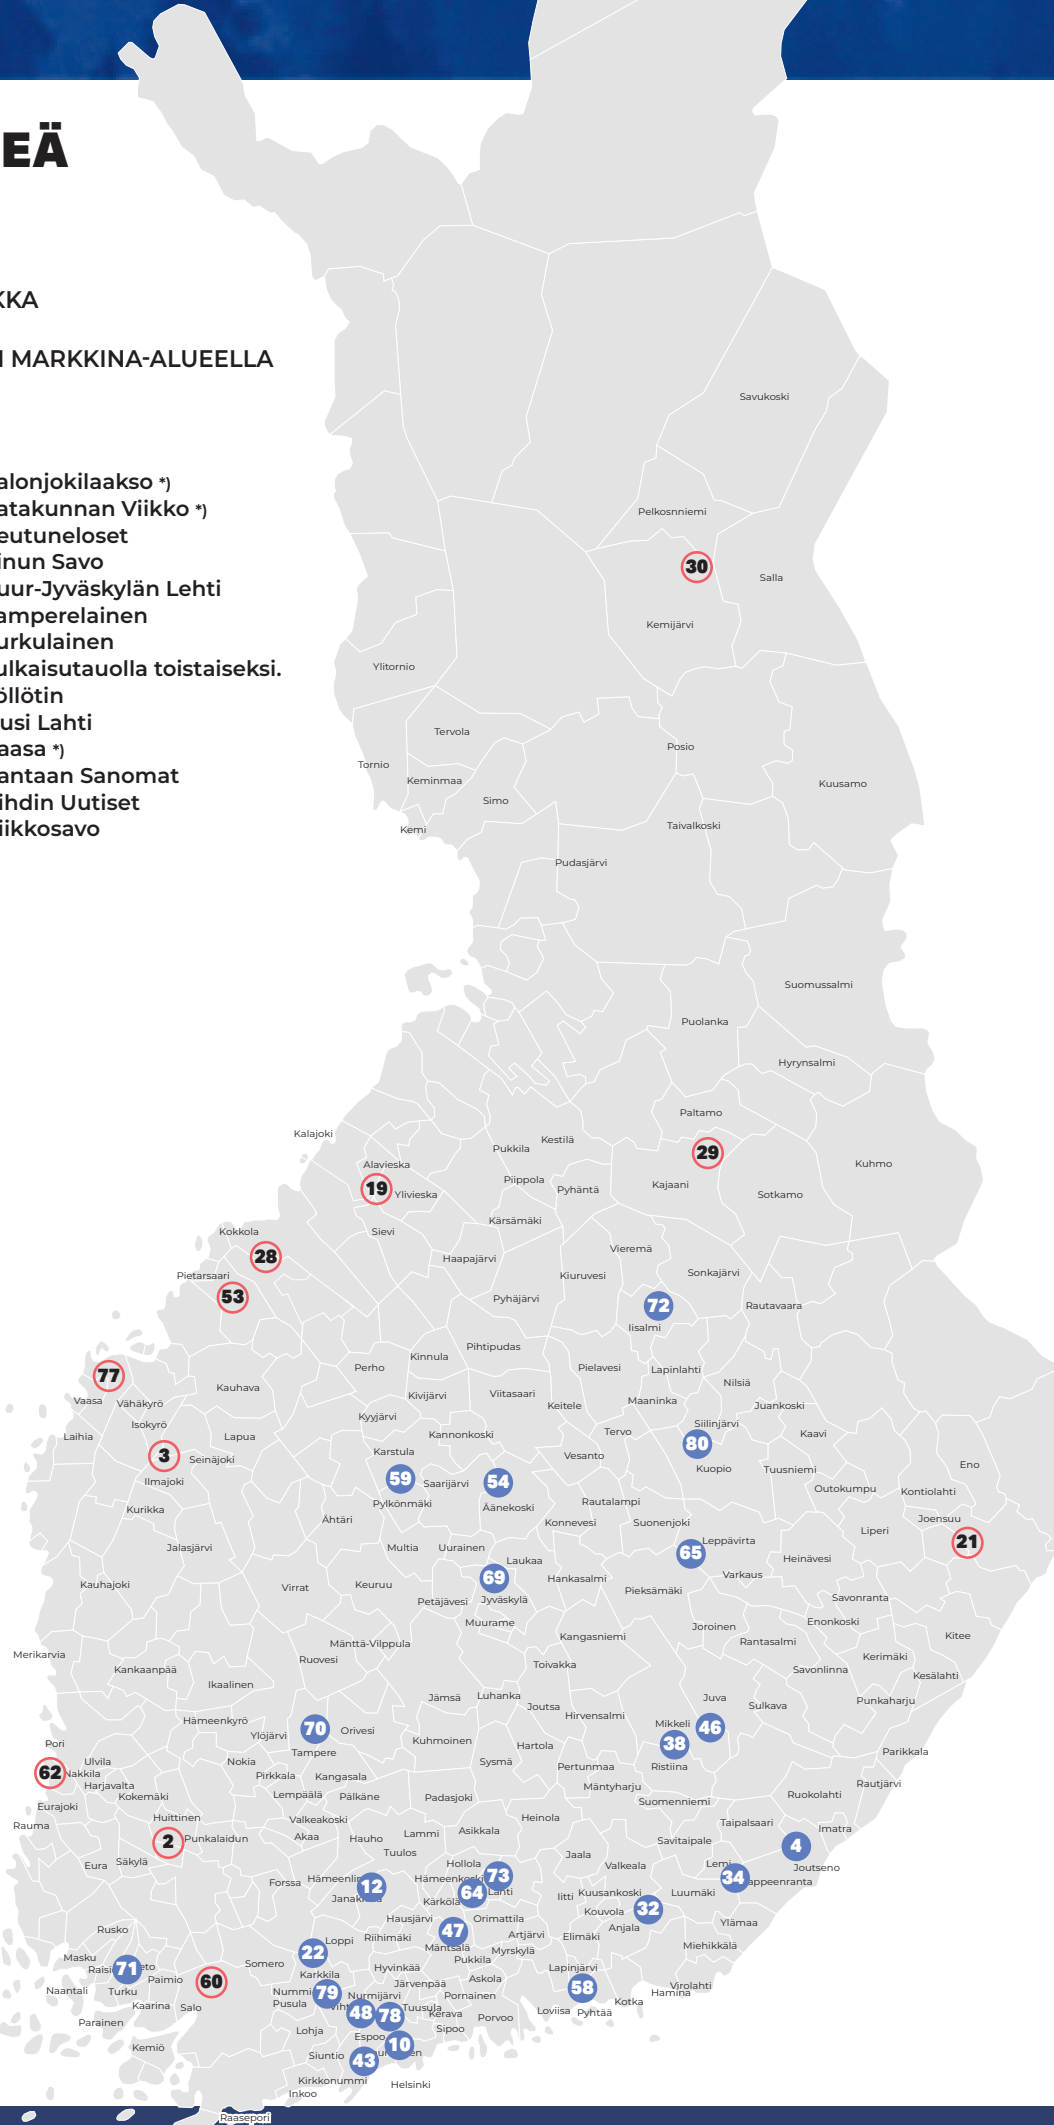 EÄ
KKA
I MARKKINA-ALUEELLA
alonjokilaakso *)
atakunnan Viikko *)
eutuneloset
inun Savo
uur-Jyväskylän Lehti
amperelainen
urkulainen
ulkaisutauolla toistaiseksi.
öllötin
usi Lahti
aasa *)
antaan Sanomat
ihdin Uutiset
iikkosavo
Savukoski
Pelkosnniemi
30
Salla
Kemijärvi
Ylitornio
Tervola
Posio
Tornio
Keminmaa
Kuusamo
Simo
Kemi
Taivalkoski
Pudasjärvi
Suomussalmi
Puolanka
Hyrynsalmi
Paltamo
Kalajoki
Kestilä
Pukkila
29
Alavieska
Kuhmo
19
Ylivieska
Piippola
Pyhäntä
Kajaani
Sotkamo
Kärsämäki
Kokkola
Sievi
28
Haapajärvi
Vieremä
Pietarsaari
Kiuruvesi
Sonkajärvi
53
Pyhäjärvi
72
Rautavaara
Iisalmi
Pihtipudas
Kinnula
Perho
Pielavesi
Lapinlahti
77
Kauhava
Nilsiä
Vaasa
Vähäkyrö
Kivijärvi
Viitasaari
Keitele
Maaninka
Juankoski
Isokyrö
Kyyjärvi
Siilinjärvi
Laihia
Lapua
Kannonkoski
Tervo
Kaavi
3
Seinäjoki
Karstula
Vesanto
80
Kuopio
Tuusniemi
Eno
Ilmajoki
59
Saarijärvi
54
Outokumpu
Kontiolahti
Kurikka
Pylkönmäki
Äänekoski
Rautalampi
Ähtäri
Konnevesi
Suonenjoki
Joensuu
Liperi
21
Jalasjärvi
Multia
Uurainen
Leppävirta
65
Laukaa
Heinävesi
69
Hankasalmi
Varkaus
Kauhajoki
Virrat
Keuruu
Pieksämäki
Petäjävesi
Jyväskylä
Savonranta
Muurame
Enonkoski
Joroinen
Kangasniemi
Kitee
Mänttä-Vilppula
Rantasalmi
Merikarvia
Ruovesi
Toivakka
Kerimäki
Kankaanpää
Savonlinna
Kesälahti
Ikaalinen
Jämsä
Luhanka
Joutsa
Juva
Sulkava
Punkaharju
Hämeenkyrö
Hirvensalmi
Mikkeli
46
70
Orivesi
Ylöjärvi
Kuhmoinen
Hartola
38
Pori
Tampere
Parikkala
Ulvila
Nokia
Sysmä
Pertunmaa
Ristiina
62
Nakkila
Pirkkala
Kangasala
Rautjärvi
Harjavalta
Mäntyharju
Kokemäki
Lempäälä
Pälkäne
Padasjoki
Suomenniemi
Ruokolahti
Eurajoki
Huittinen
Valkeakoski
Heinola
Taipalsaari
Rauma
Asikkala
Imatra
2
Punkalaidun
Akaa
Hauho
Lammi
Savitaipale
4
Tuulos
Jaala
Eura
Säkylä
Hollola
Valkeala
Lemi
Joutseno
Forssa
Hämeenlin
Hämeenkoski
73
34
appeenranta
12
64
Lahti
Janakkala
Kärkölä
Iitti
Kuusankoski
Luumäki
Hausjärvi
Orimattila
Kouvola
32
Rusko
47
Anjala
Ylämaa
Loppi
Riihimäki
Artjärvi
Elimäki
22
Mäntsälä
Myrskylä
Miehikkälä
Masku
Pukkila
Raisi
71
eto
Somero
Hyvinkää
Lapinjärvi
Karkkila
Askola
Paimio
60
Järvenpää
Virolahti
Naantali
Turku
Nummi
79
Nurmijärvi
Pornainen
58
Hamina
Pusula
Kotka
Kaarina
Salo
Viht
48
78
Tuusula
Kerava
Porvoo
Loviisa
Pyhtää
Parainen
Lohja
Espoo
Sipoo
10
Kemiö
Siuntio
43
Kirkkonummi
Helsinki
Inkoo
Raasepori